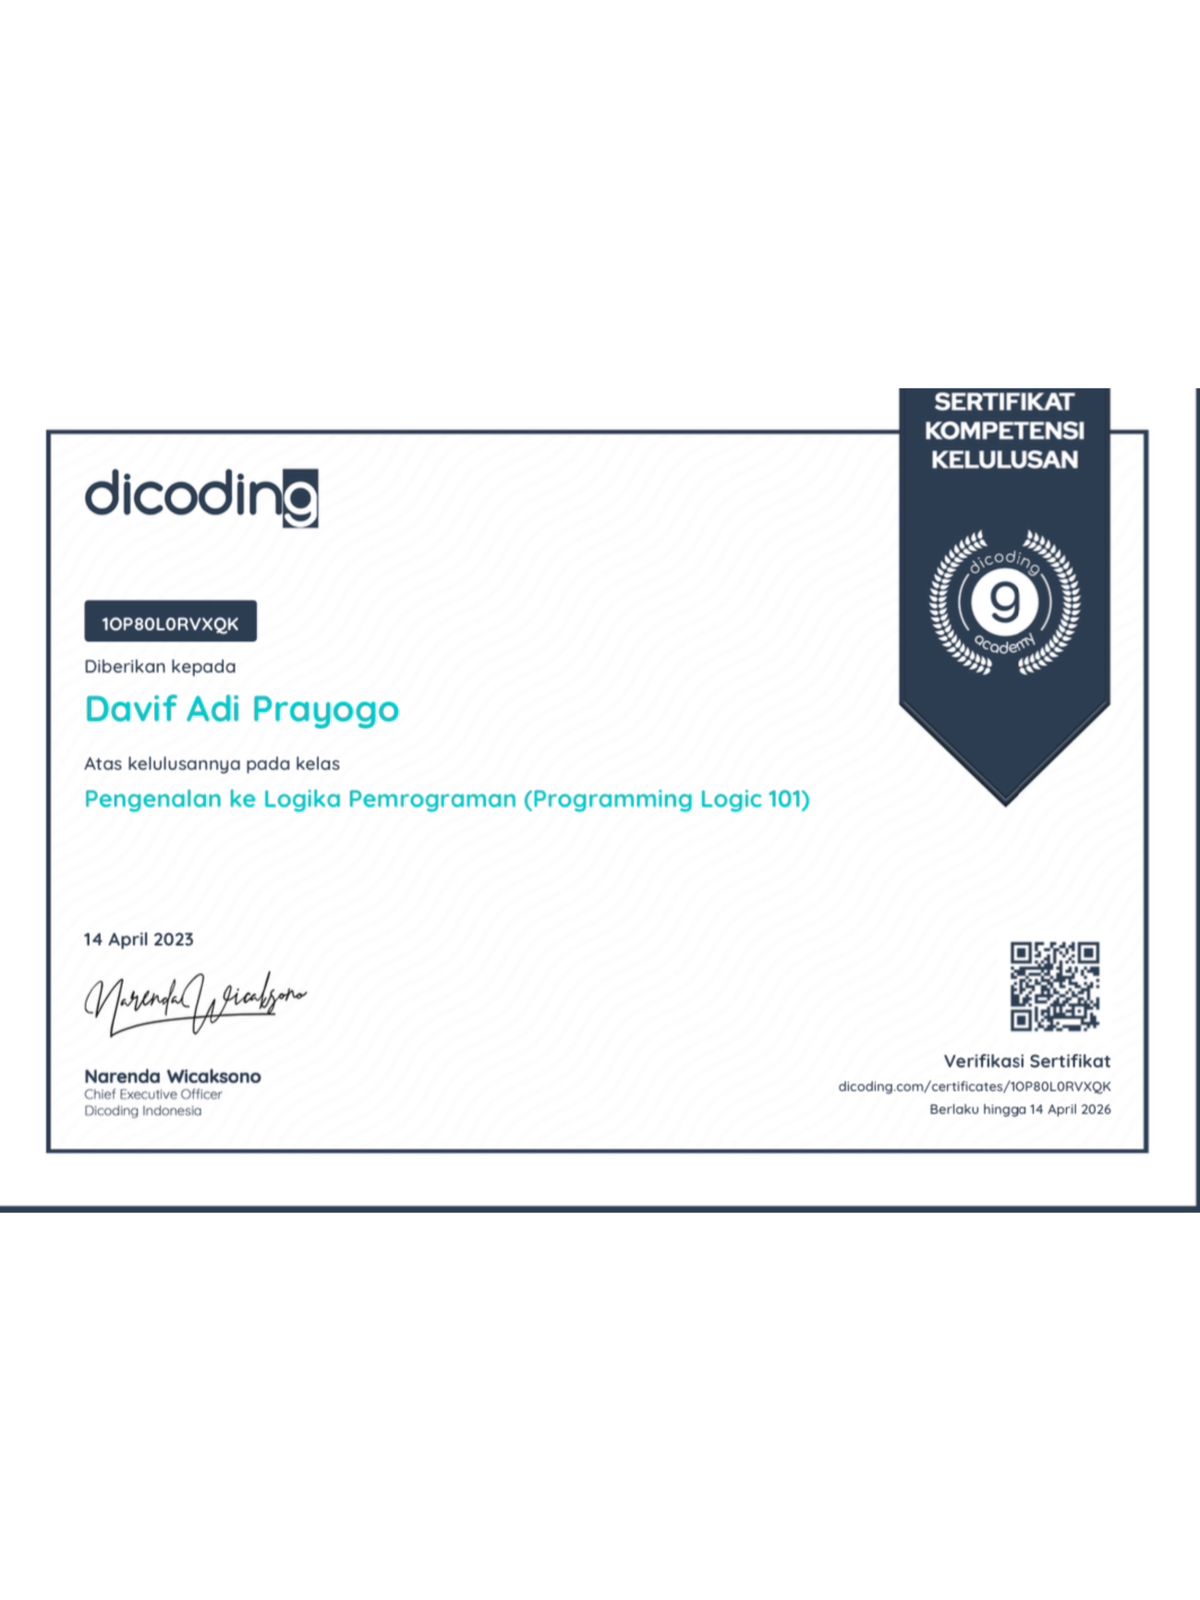 SERTIFIKAT
KOMPETENSI
KELULUSAN
dicoding
dicoding
g
academy
1OP80L0RVXQK
Diberikan kepada
Davif Adi Prayogo
Atas kelulusannya pada kelas
Pengenalan ke Logika Pemrograman (Programming Logic 101)
14 April 2023
Narenda Wicaksono
Narenda Wicaksono
Chief Executive Officer
Dicoding Indonesia
Verifikasi Sertifikat
dicoding.com/certificates/1OP80L0RVXQK
Berlaku hingga 14 April 2026